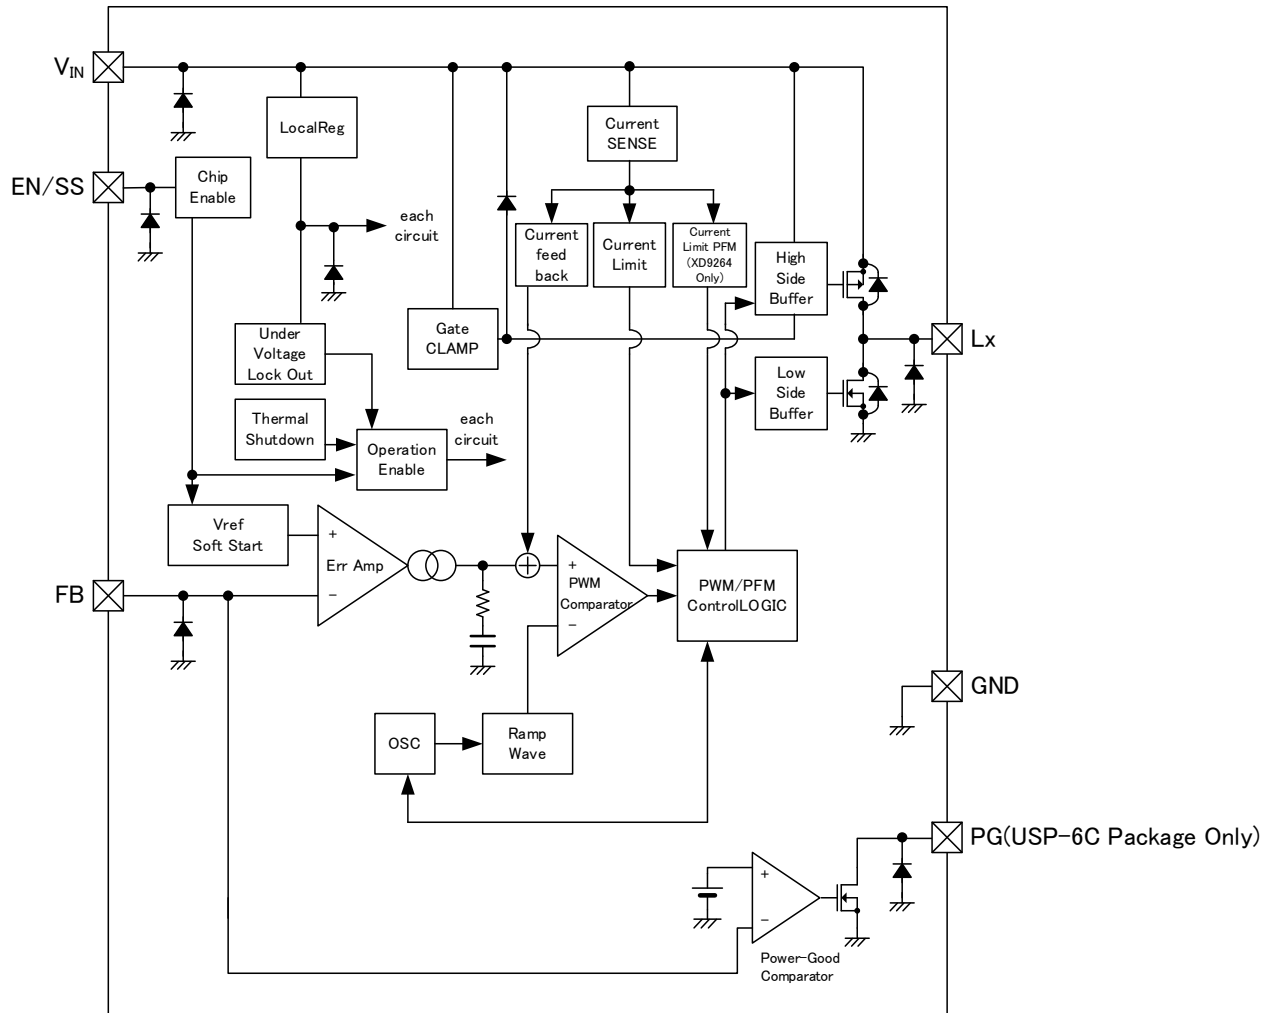 VIN
LocalReg
Current
SENSE
EN/SS
Chip
Enable
each
circuit
Current
feed
back
Current
Limit
Current
Limit PFM
(XD9264
Only)
High
Side
Buffer
Under
Voltage
Lock Out
Gate
CLAMP
Lx
Low
Side
Buffer
Thermal
Shutdown
Operation
Enable
each
circuit
Vref
Soft Start
+
Err Amp
−
+
PWM
Comparator
−
PWM/PFM
ControlLOGIC
FB
GND
OSC
Ramp
Wave
PG(USP-6C Package Only)
+
−
Power-Good
Comparator